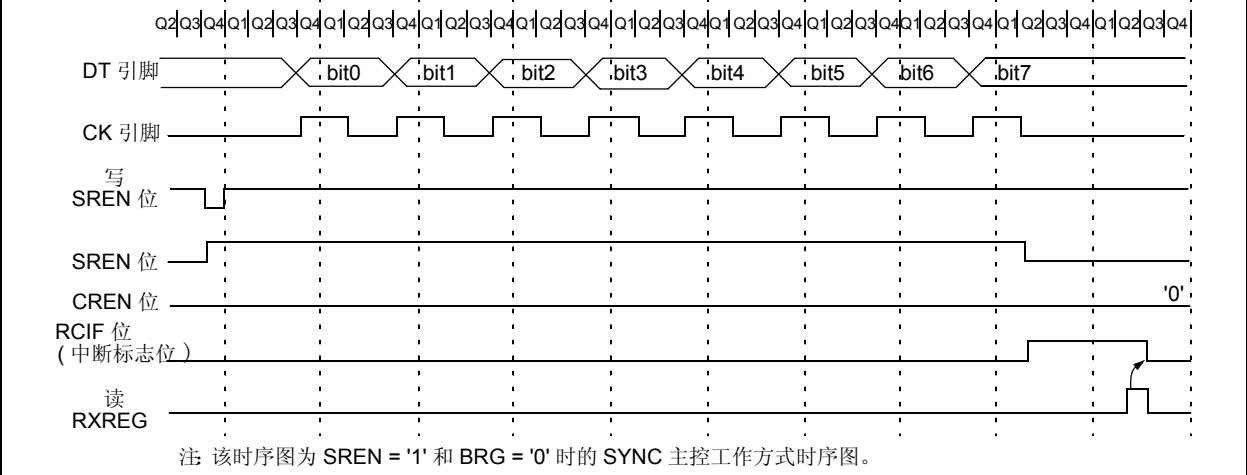 Q2 Q3 Q4 Q1 Q2 Q3 Q4 Q1 Q2 Q3 Q4 Q1 Q2 Q3 Q4 Q1 Q2 Q3 Q4 Q1 Q2 Q3 Q4 Q1 Q2 Q3 Q4 Q1 Q2 Q3 Q4 Q1 Q2 Q3 Q4 Q1 Q2 Q3 Q4 Q1 Q2 Q3 Q4
DT 引脚 bit0 bit1 bit2 bit3 bit4 bit5 bit6 bit7
CK 引脚
写
SREN 位
SREN 位
CREN 位 '0'
RCIF 位
( 中断标志位 )
读
RXREG
注: 该时序图为 SREN = '1' 和 BRG = '0' 时的 SYNC 主控工作方式时序图。